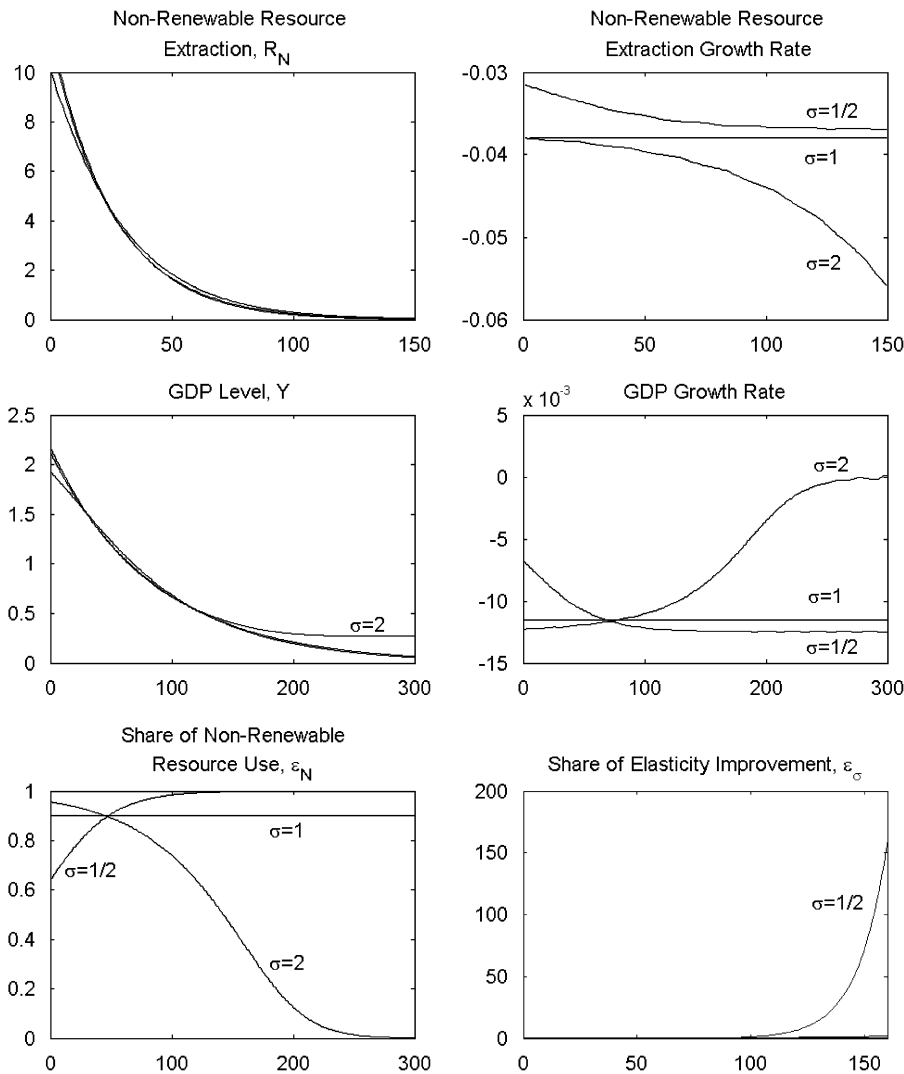 Non-Renewable Resource
Extraction, R_N
10
8
6
4
2
0
0 50 100 150
Non-Renewable Resource
Extraction Growth Rate
-0.03
-0.04
-0.05
-0.06
σ=1/2
σ=1
σ=2
0 50 100 150
GDP Level, Y
2.5
2
1.5
1
0.5
0
σ=2
0 100 200 300
x 10⁻³
GDP Growth Rate
5
0
-5
-10
-15
σ=2
σ=1
σ=1/2
0 100 200 300
Share of Non-Renewable
Resource Use, ε_N
1
0.8
0.6
0.4
0.2
0
σ=1
σ=1/2
σ=2
0 100 200 300
Share of Elasticity Improvement, ε_σ
200
150
100
50
0
σ=1/2
0 50 100 150